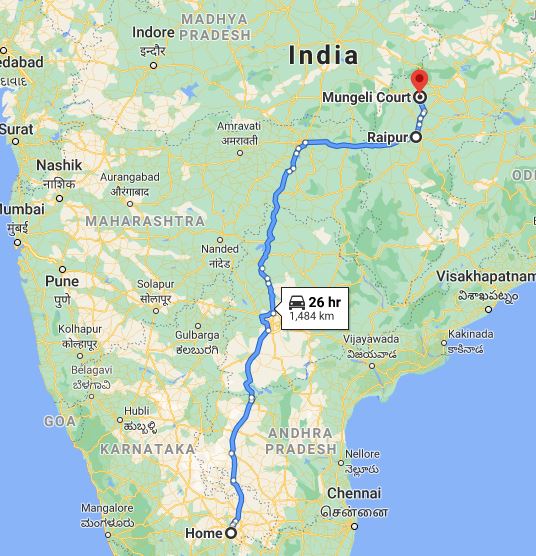 MADHYA
PRADESH
Indore
इन्दौर
India
Mungeli Court
Raipur
Surat
Amravati
अमरावती
Nashik
नाशिक
Aurangabad
औरंगाबाद
मुंबई
MAHARASHTRA
Nanded
नांदेड
Pune
पुणे
Solapur
सोलापूर
26 hr
1,484 km
Visakhapatnam
విశాఖపట్నం
Kolhapur
कोल्हापूर
Gulbarga
ಕಲಬುರಗಿ
Vijayawada
విజయవాడ
Kakinada
కాకినాడ
Belagavi
ಬೆಳಗಾವಿ
GOA
Hubli
ಹುಬ್ಬಳ್ಳಿ
KARNATAKA
ANDHRA
PRADESH
Nellore
నెల్లూరు
Chennai
சென்னை
Mangalore
ಮಂಗಳೂರು
Home